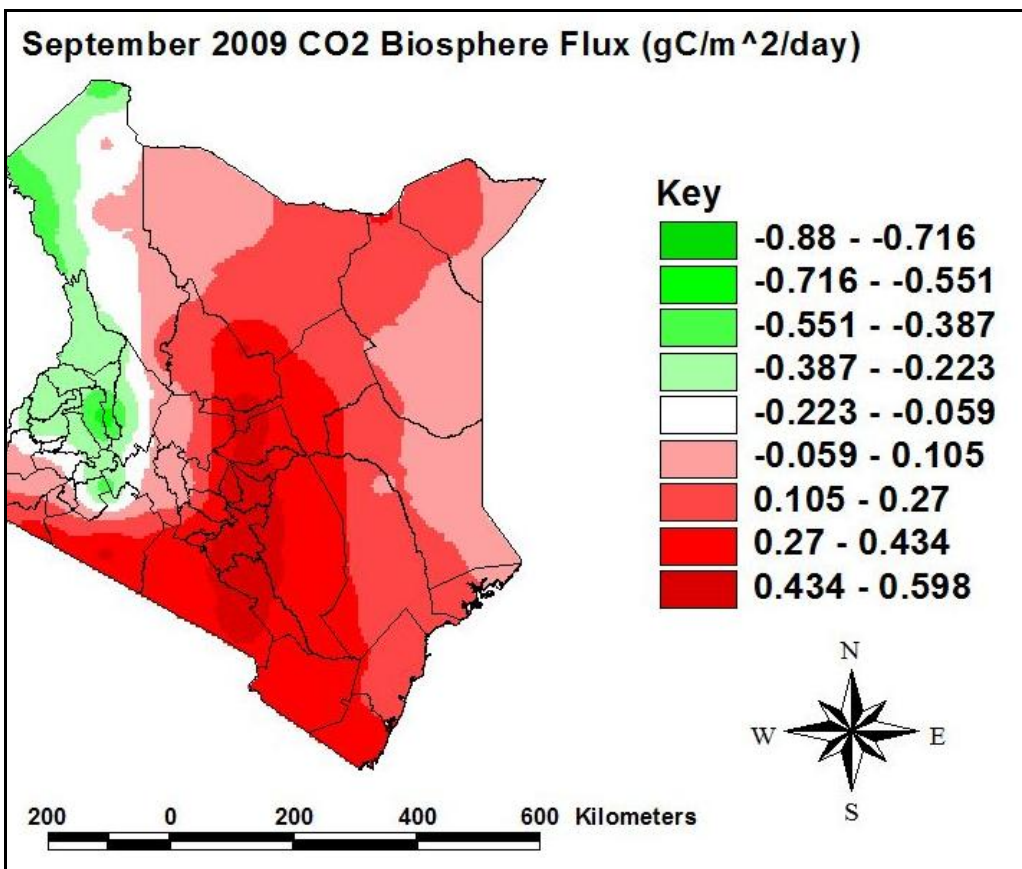 September 2009 CO2 Biosphere Flux (gC/m^2/day)
Key
-0.88 - -0.716
-0.716 - -0.551
-0.551 - -0.387
-0.387 - -0.223
-0.223 - -0.059
-0.059 - 0.105
0.105 - 0.27
0.27 - 0.434
0.434 - 0.598
N
W E
S
200 0 200 400 600 Kilometers